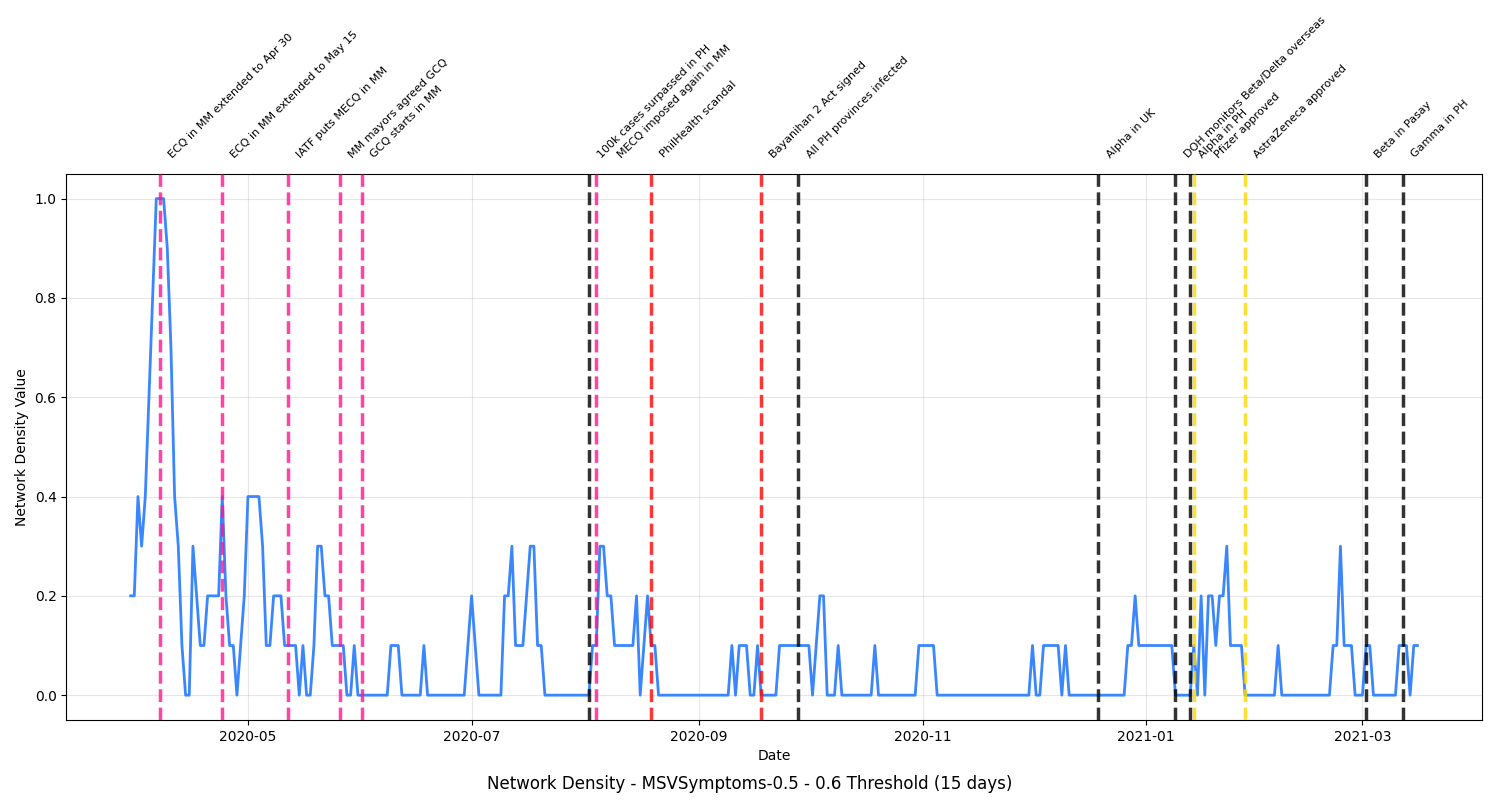 ECQ in MM extended to Apr 30
ECQ in MM extended to May 15
IATF puts MECQ in MM
MM mayors agreed GCQ
GCQ starts in MM
100k cases surpassed in PH
MECQ imposed again in MM
PhilHealth scandal
Bayanihan 2 Act signed
All PH provinces infected
Alpha in UK
DOH monitors Beta/Delta overseas
Alpha in PH
Pfizer approved
AstraZeneca approved
Beta in Pasay
Gamma in PH
1.0
0.8
0.6
0.4
0.2
0.0
Network Density Value
2020-05
2020-07
2020-09
2020-11
2021-01
2021-03
Date
Network Density - MSVSymptoms-0.5 - 0.6 Threshold (15 days)